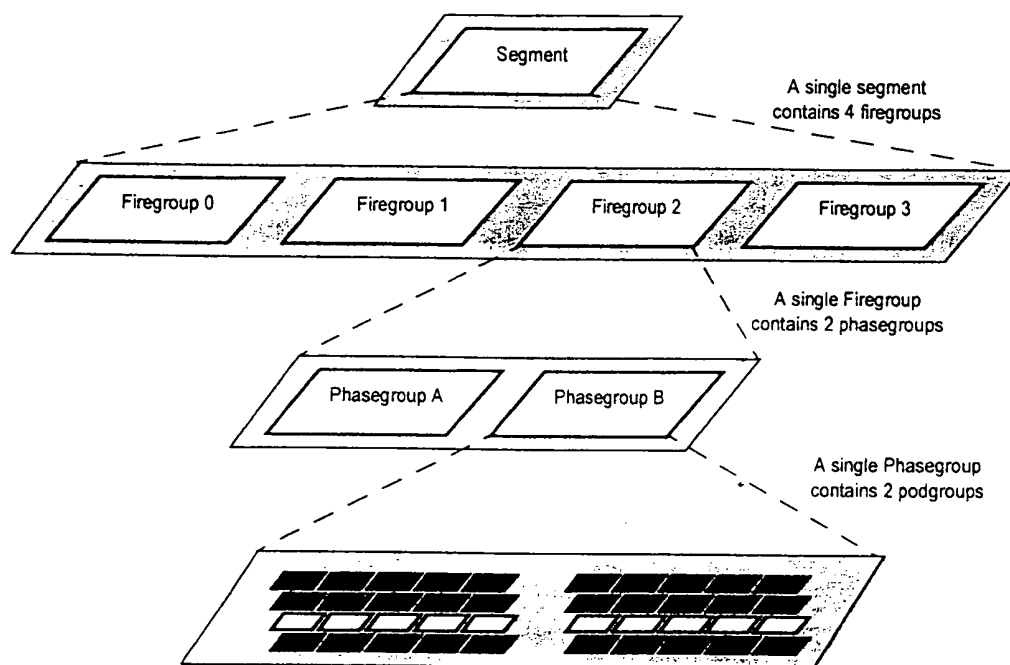 Segment
A single segment
contains 4 firegroups
Firegroup 0
Firegroup 1
Firegroup 2
Firegroup 3
A single Firegroup
contains 2 phasegroups
Phasegroup A
Phasegroup B
A single Phasegroup
contains 2 podgroups